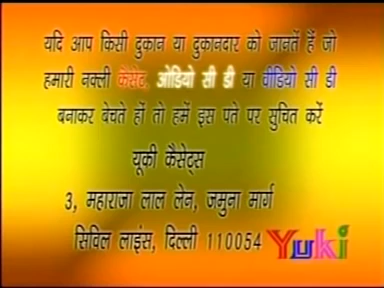 यदि आप किसी दुकान या दुकानदार को जानतें हैं जो
हमारी नक्ली कैसेट, ओडियो सी डी या वीडियो सी डी
बनाकर बेचते हों तो हमें इस पते पर सुचित करें
यूकी कैसेट्स
3, महाराजा लाल लेन, जमुना मार्ग
सिविल लाइंस, दिल्ली 110054
Yuki